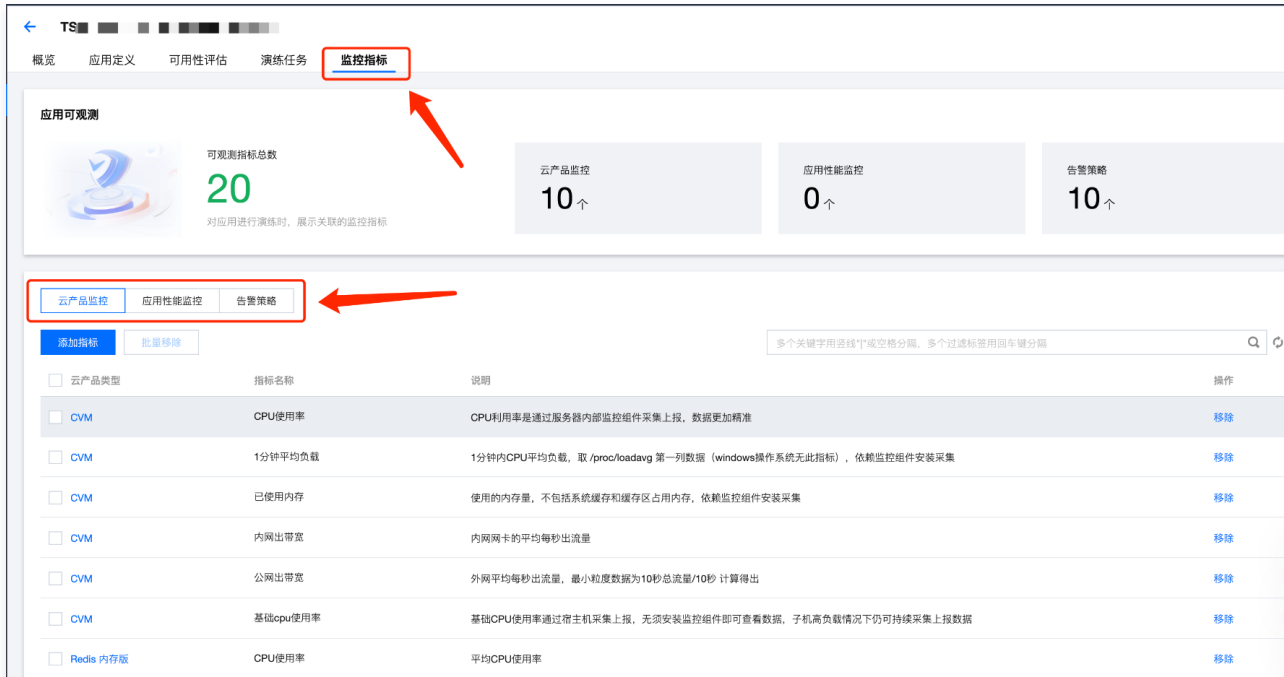 TS
概览 应用定义 可用性评估 演练任务 监控指标
应用可观测
可观测指标总数
20
对应用进行演练时，展示关联的监控指标
云产品监控
10 个
应用性能监控
0 个
告警策略
10 个
云产品监控 应用性能监控 告警策略
添加指标 批量移除
多个关键字用竖线"|"或空格分隔，多个过滤标签用回车键分隔
云产品类型 指标名称 说明 操作
CVM CPU使用率 CPU利用率是通过服务器内部监控组件采集上报，数据更加精准 移除
CVM 1分钟平均负载 1分钟内CPU平均负载，取 /proc/loadavg 第一列数据（windows操作系统无此指标），依赖监控组件安装采集 移除
CVM 已使用内存 使用的内存量，不包括系统缓存和缓存区占用内存，依赖监控组件安装采集 移除
CVM 内网出带宽 内网网卡的平均每秒出流量 移除
CVM 公网出带宽 外网平均每秒出流量，最小粒度数据为10秒总流量/10秒 计算得出 移除
CVM 基础cpu使用率 基础CPU使用率通过宿主机采集上报，无须安装监控组件即可查看数据，子机高负载情况下仍可持续采集上报数据 移除
Redis 内存版 CPU使用率 平均CPU使用率 移除